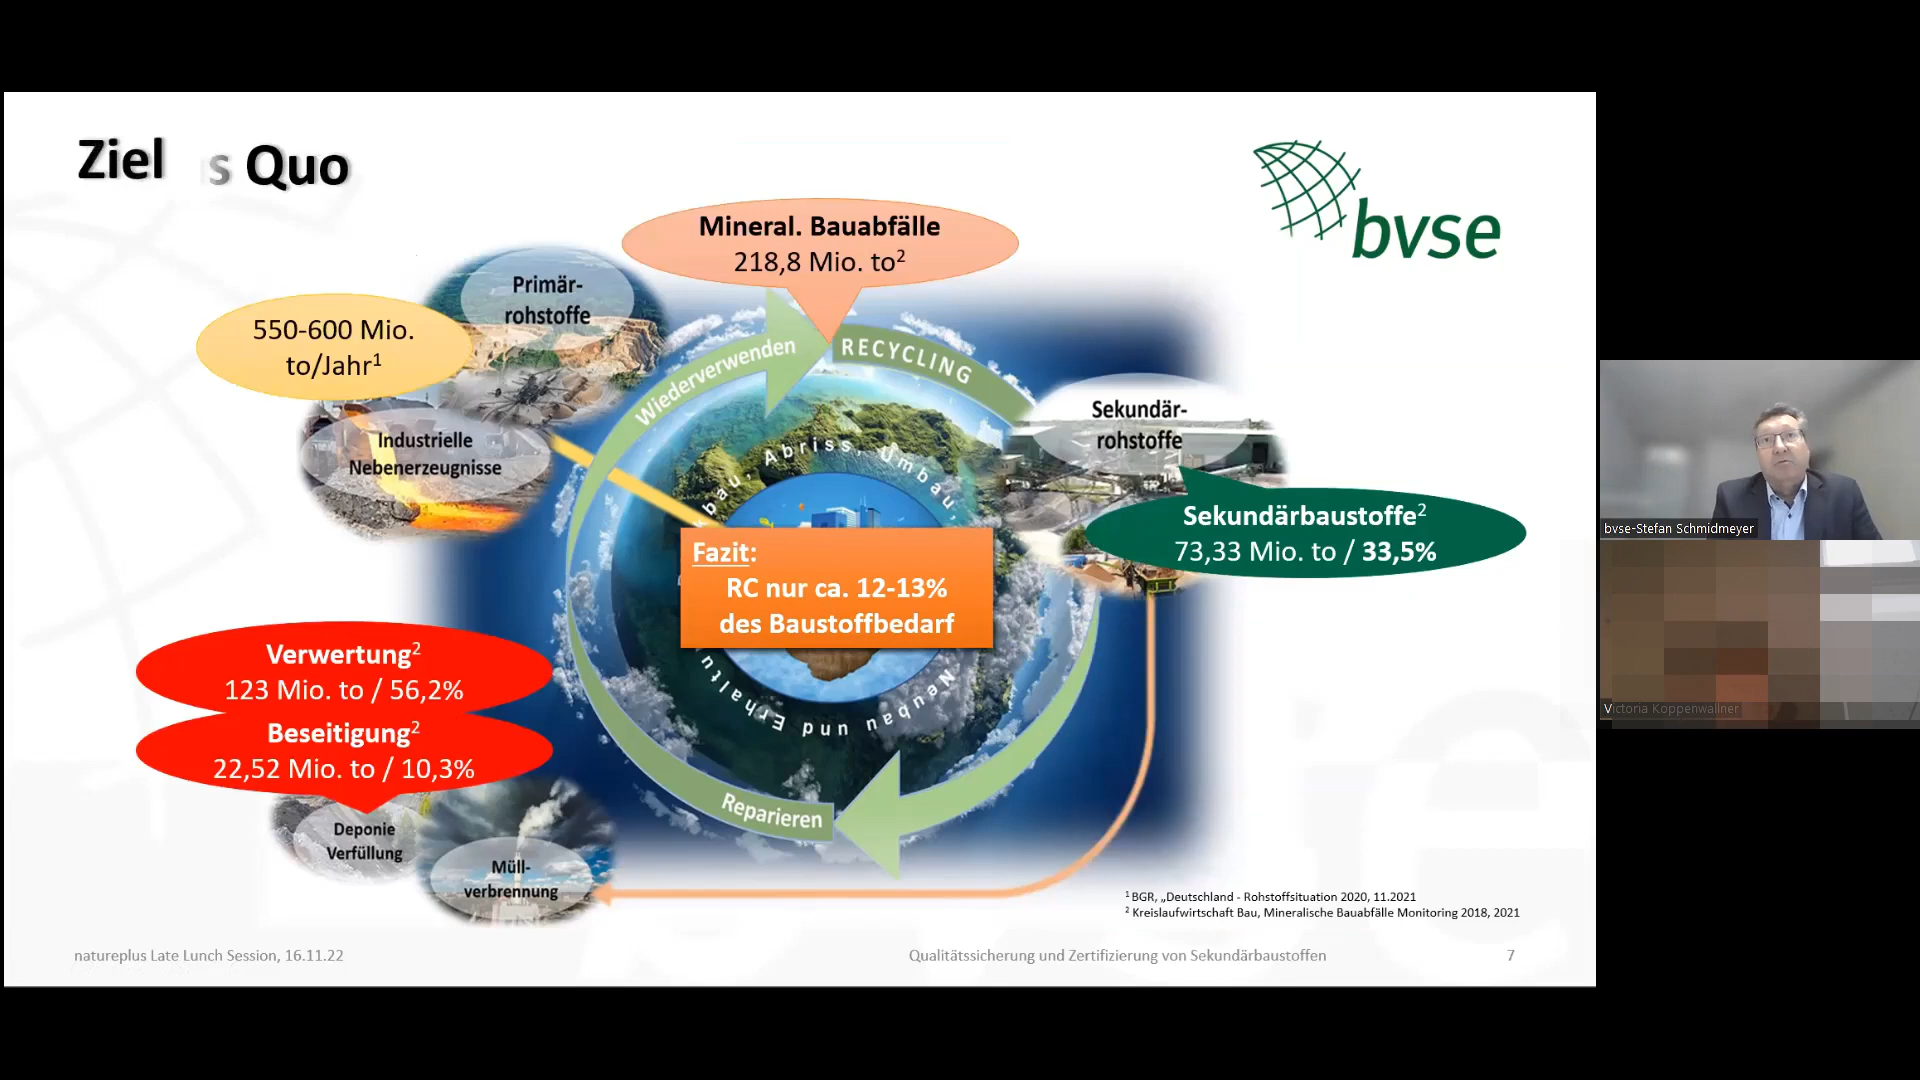 Ziel s Quo
bvse
Mineral. Bauabfälle
218,8 Mio. to²
Primär-
rohstoffe
550-600 Mio.
to/Jahr¹
Wiederverwenden
RECYCLING
Industrielle
Nebenerzeugnisse
Sekundär-
rohstoffe
kbau, Abriss, Umbau,
Sekundärbaustoffe²
73,33 Mio. to / 33,5%
Fazit:
RC nur ca. 12-13%
des Baustoffbedarf
Neubau und Erhaltu
Verwertung²
123 Mio. to / 56,2%
Beseitigung²
22,52 Mio. to / 10,3%
Reparieren
Deponie
Verfüllung
Müll-
verbrennung
¹ BGR, „Deutschland - Rohstoffsituation 2020, 11.2021
² Kreislaufwirtschaft Bau, Mineralische Bauabfälle Monitoring 2018, 2021
natureplus Late Lunch Session, 16.11.22
Qualitätssicherung und Zertifizierung von Sekundärbaustoffen
7
bvse-Stefan Schmidmeyer
Victoria Koppenwallner